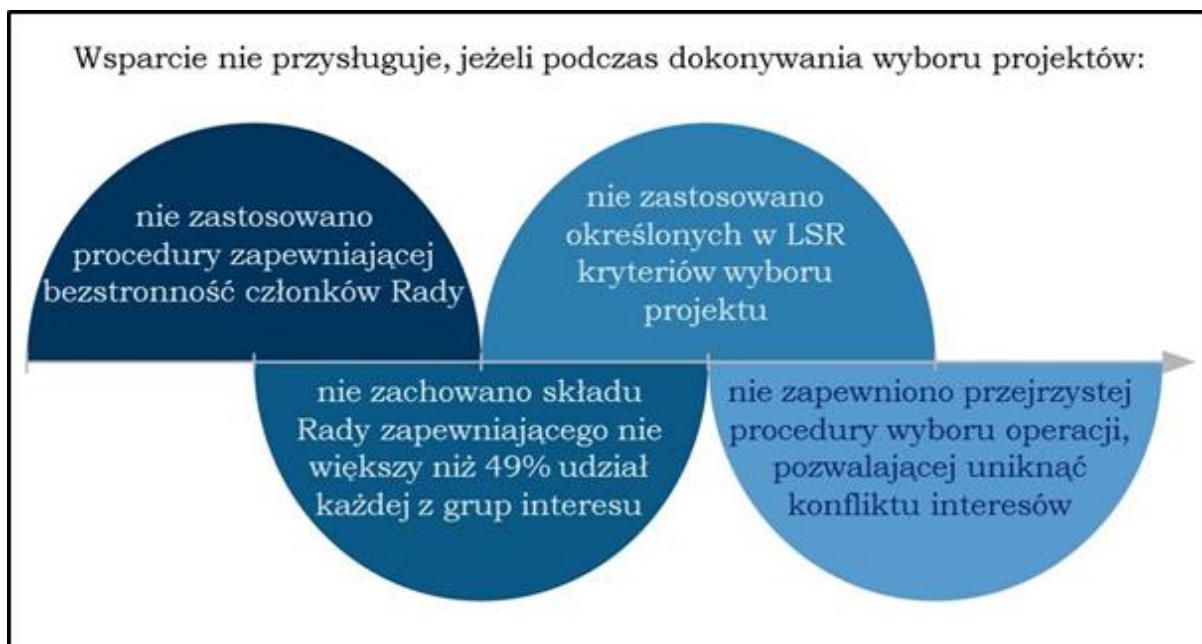 Wsparcie nie przysługuje, jeżeli podczas dokonywania wyboru projektów:
nie zastosowano
procedury zapewniającej
bezstronność członków Rady
nie zachowano składu
Rady zapewniającego nie
większy niż 49% udział
każdej z grup interesu
nie zastosowano
określonych w LSR
kryteriów wyboru
projektu
nie zapewniono przejrzystej
procedury wyboru operacji,
pozwalającej uniknąć
konfliktu interesów